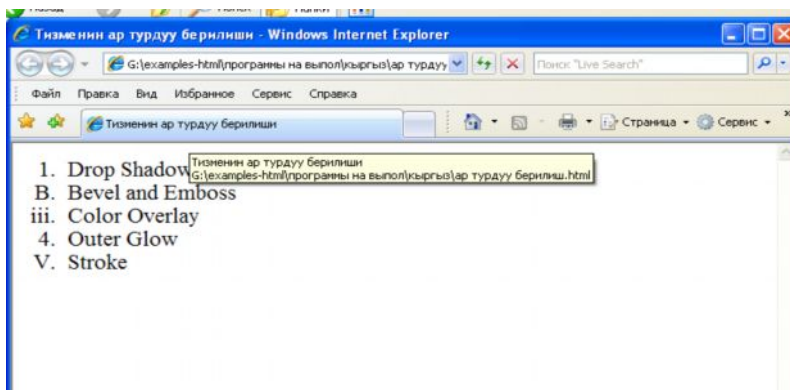 Тизменин ар турдуу берилиши - Windows Internet Explorer
G:\examples-html\програмны на выпол\кыргыз\ар турдуу
Поиск "Live Search"
Файл Правка Вид Избранное Сервис Справка
Тизменин ар турдуу берилиши
Страница Сервис
1. Drop Shadow
Тизменин ар турдуу берилиши
G:\examples-html\програмны на выпол\кыргыз\ар турдуу берилиш.html
B. Bevel and Emboss
iii. Color Overlay
4. Outer Glow
V. Stroke